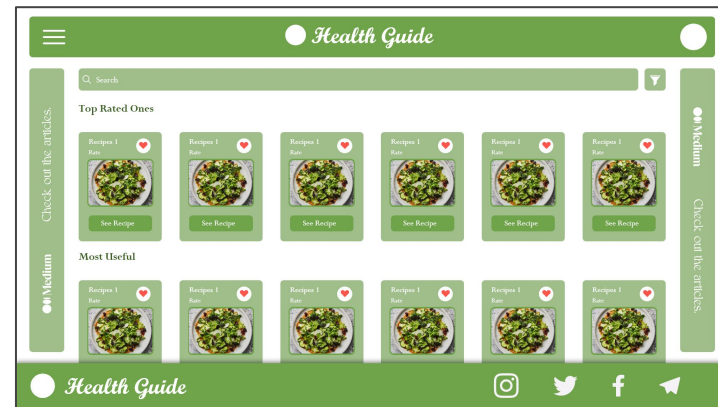 Health Guide
Check out the articles.
Medium
Search
Medium
Check out the articles.
Top Rated Ones
Recipes 1
Rate
See Recipe
Recipes 1
Rate
See Recipe
Recipes 1
Rate
See Recipe
Recipes 1
Rate
See Recipe
Recipes 1
Rate
See Recipe
Recipes 1
Rate
See Recipe
Most Useful
Recipes 1
Rate
Recipes 1
Rate
Recipes 1
Rate
Recipes 1
Rate
Recipes 1
Rate
Recipes 1
Rate
Health Guide